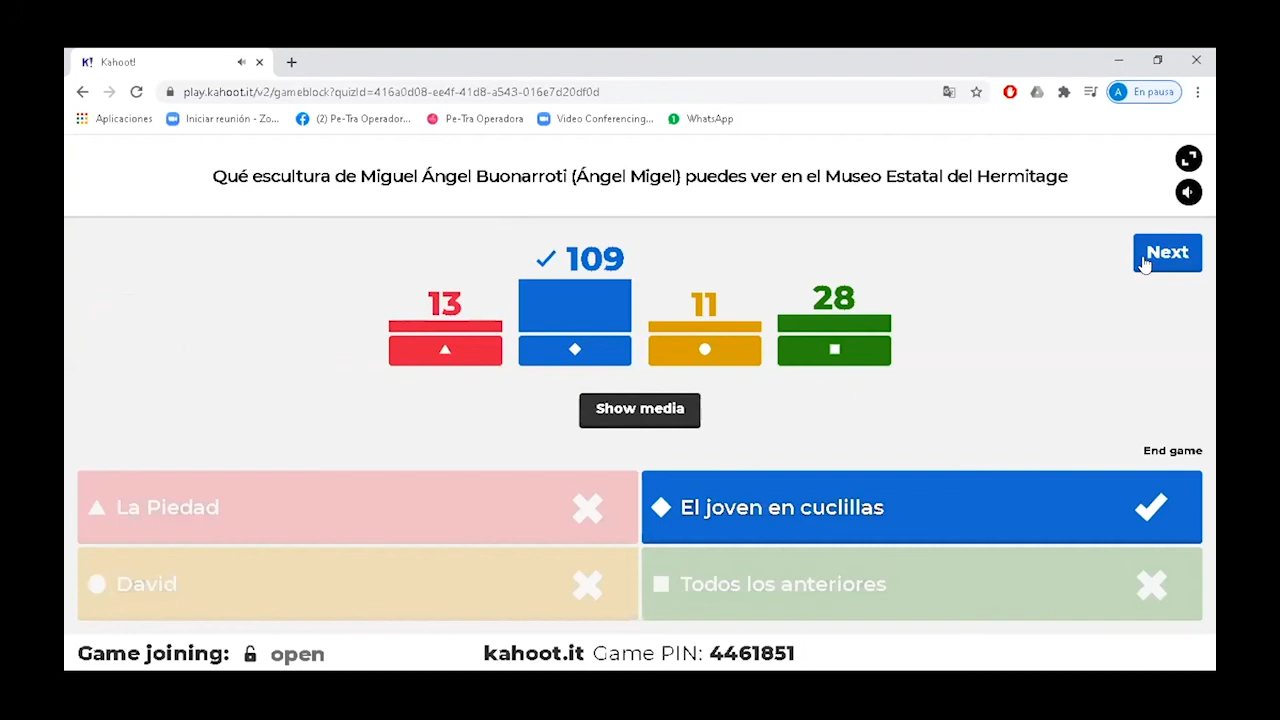 K! Kahoot!
play.kahoot.it/v2/gameblock?quizId=416a0d08-ee4f-41d8-a543-016e7d20df0d
A En pausa
Aplicaciones Iniciar reunión - Zo... (2) Pe-Tra Operador... Pe-Tra Operadora Video Conferencing... 1 WhatsApp
Qué escultura de Miguel Ángel Buonarroti (Ángel Migel) puedes ver en el Museo Estatal del Hermitage
Next
109
13
11
28
Show media
End game
La Piedad
El joven en cuclillas
David
Todos los anteriores
Game joining: open
kahoot.it Game PIN: 4461851